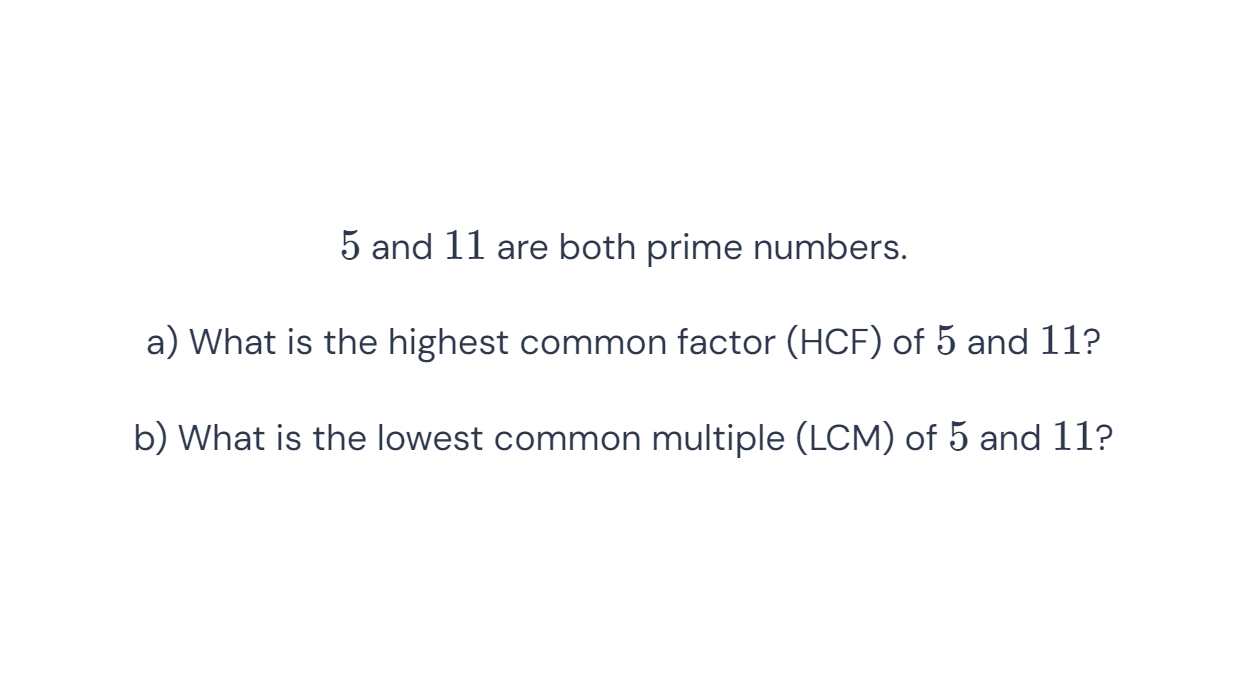 5 and 11 are both prime numbers.
a) What is the highest common factor (HCF) of 5 and 11?
b) What is the lowest common multiple (LCM) of 5 and 11?